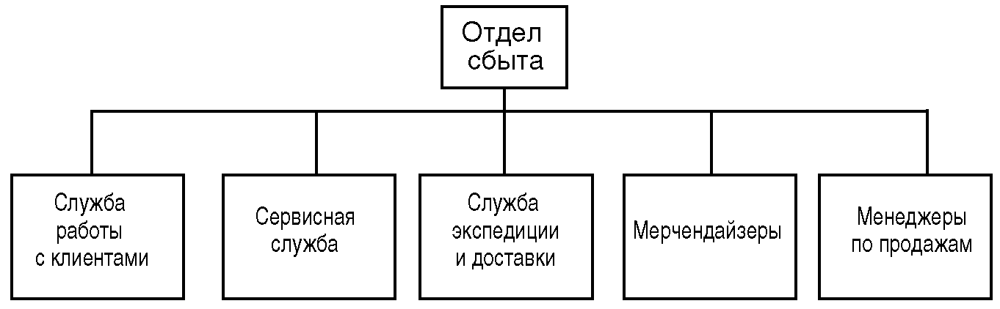 Отдел
сбыта
Служба
работы
с клиентами
Сервисная
служба
Служба
экспедиции
и доставки
Мерчендайзеры
Менеджеры
по продажам